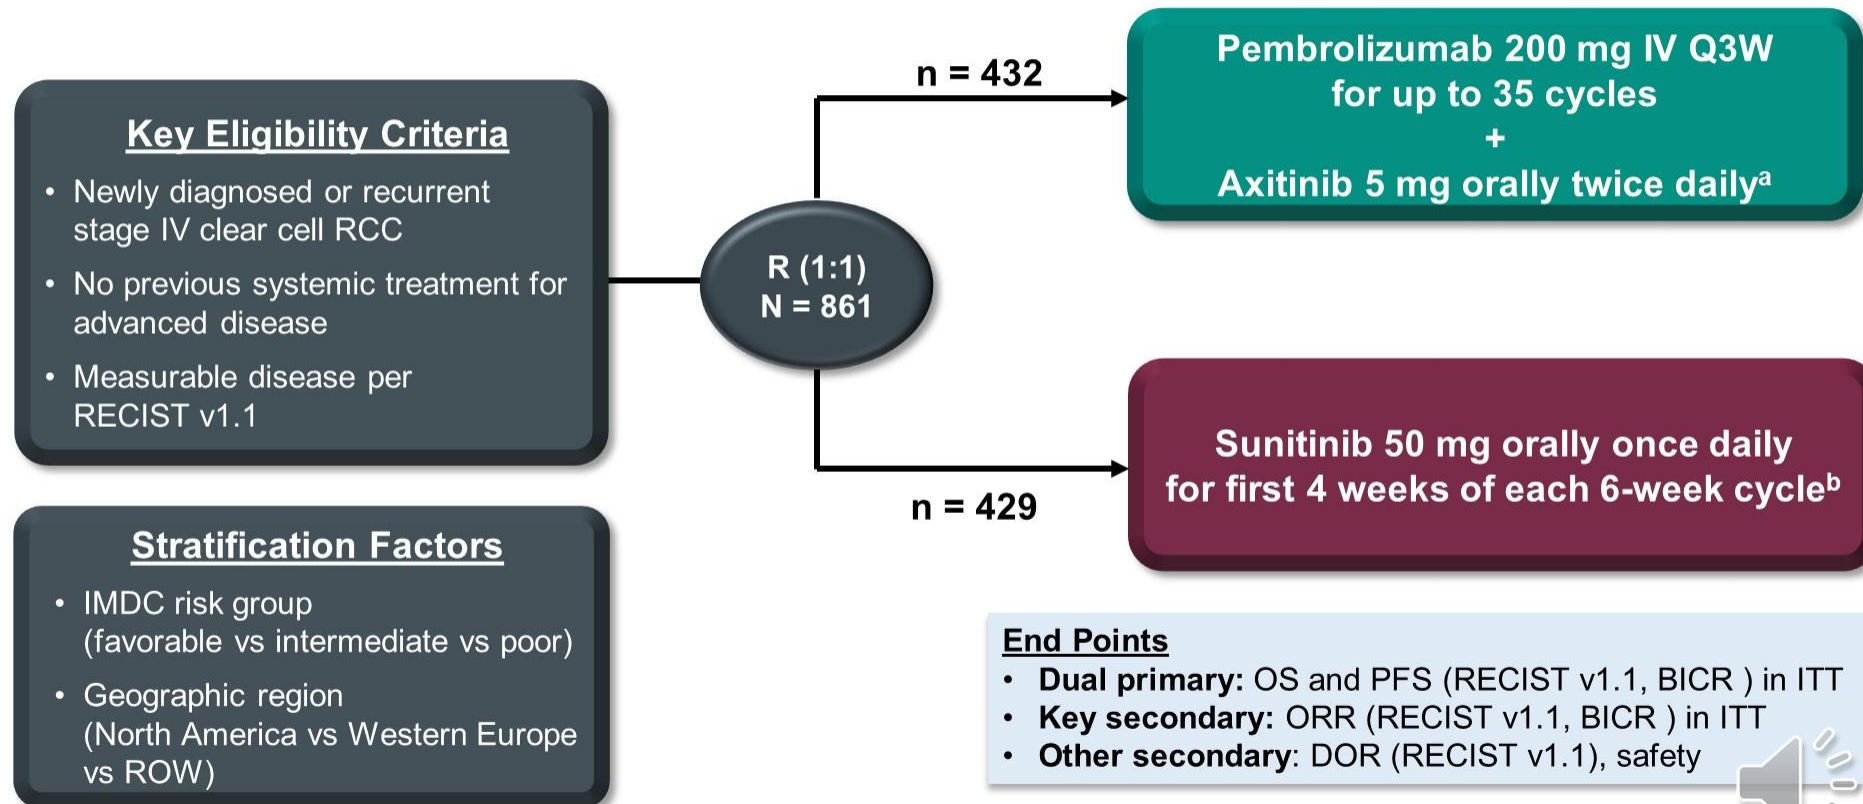 Key Eligibility Criteria
• Newly diagnosed or recurrent
stage IV clear cell RCC
• No previous systemic treatment for
advanced disease
• Measurable disease per
RECIST v1.1
Stratification Factors
• IMDC risk group
(favorable vs intermediate vs poor)
• Geographic region
(North America vs Western Europe
vs ROW)
R (1:1)
N = 861
n = 432
Pembrolizumab 200 mg IV Q3W
for up to 35 cycles
+
Axitinib 5 mg orally twice dailyᵃ
n = 429
Sunitinib 50 mg orally once daily
for first 4 weeks of each 6-week cycleᵇ
End Points
• Dual primary: OS and PFS (RECIST v1.1, BICR ) in ITT
• Key secondary: ORR (RECIST v1.1, BICR ) in ITT
• Other secondary: DOR (RECIST v1.1), safety